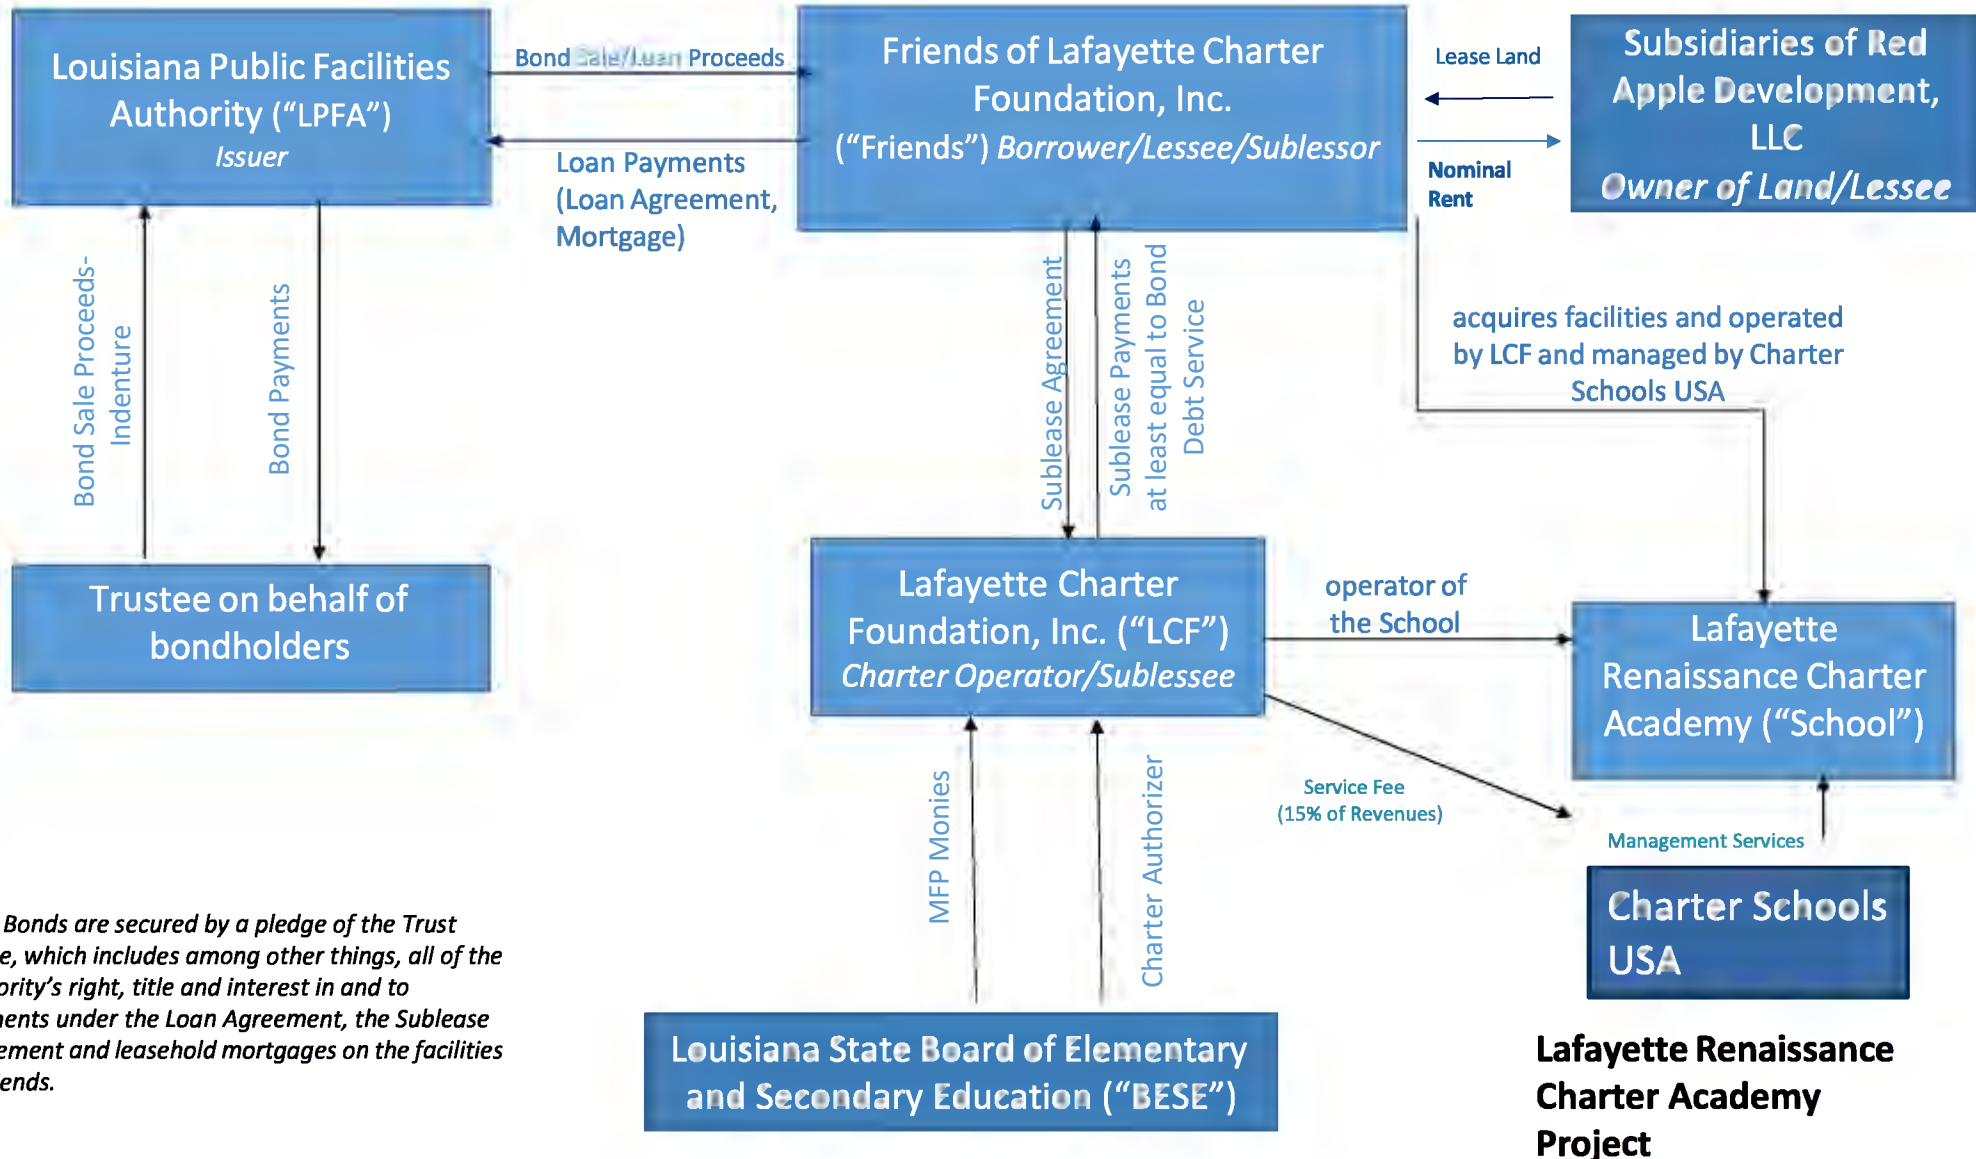 Louisiana Public Facilities
Authority (“LPFA”)
Issuer
Bond Sale/Loan Proceeds
Loan Payments
(Loan Agreement,
Mortgage)
Friends of Lafayette Charter
Foundation, Inc.
(“Friends”) Borrower/Lessee/Sublessor
Lease Land
Nominal
Rent
Subsidiaries of Red
Apple Development,
LLC
Owner of Land/Lessee
Bond Sale Proceeds-
Indenture
Bond Payments
Sublease Agreement
Sublease Payments
at least equal to Bond
Debt Service
acquires facilities and operated
by LCF and managed by Charter
Schools USA
Trustee on behalf of
bondholders
Lafayette Charter
Foundation, Inc. (“LCF”)
Charter Operator/Sublessee
operator of
the School
Lafayette
Renaissance Charter
Academy (“School”)
MFP Monies
Charter Authorizer
Service Fee
(15% of Revenues)
Management Services
Charter Schools
USA
Bonds are secured by a pledge of the Trust
e, which includes among other things, all of the
ority’s right, title and interest in and to
nents under the Loan Agreement, the Sublease
ement and leasehold mortgages on the facilities
iends.
Louisiana State Board of Elementary
and Secondary Education (“BESE”)
Lafayette Renaissance
Charter Academy
Project